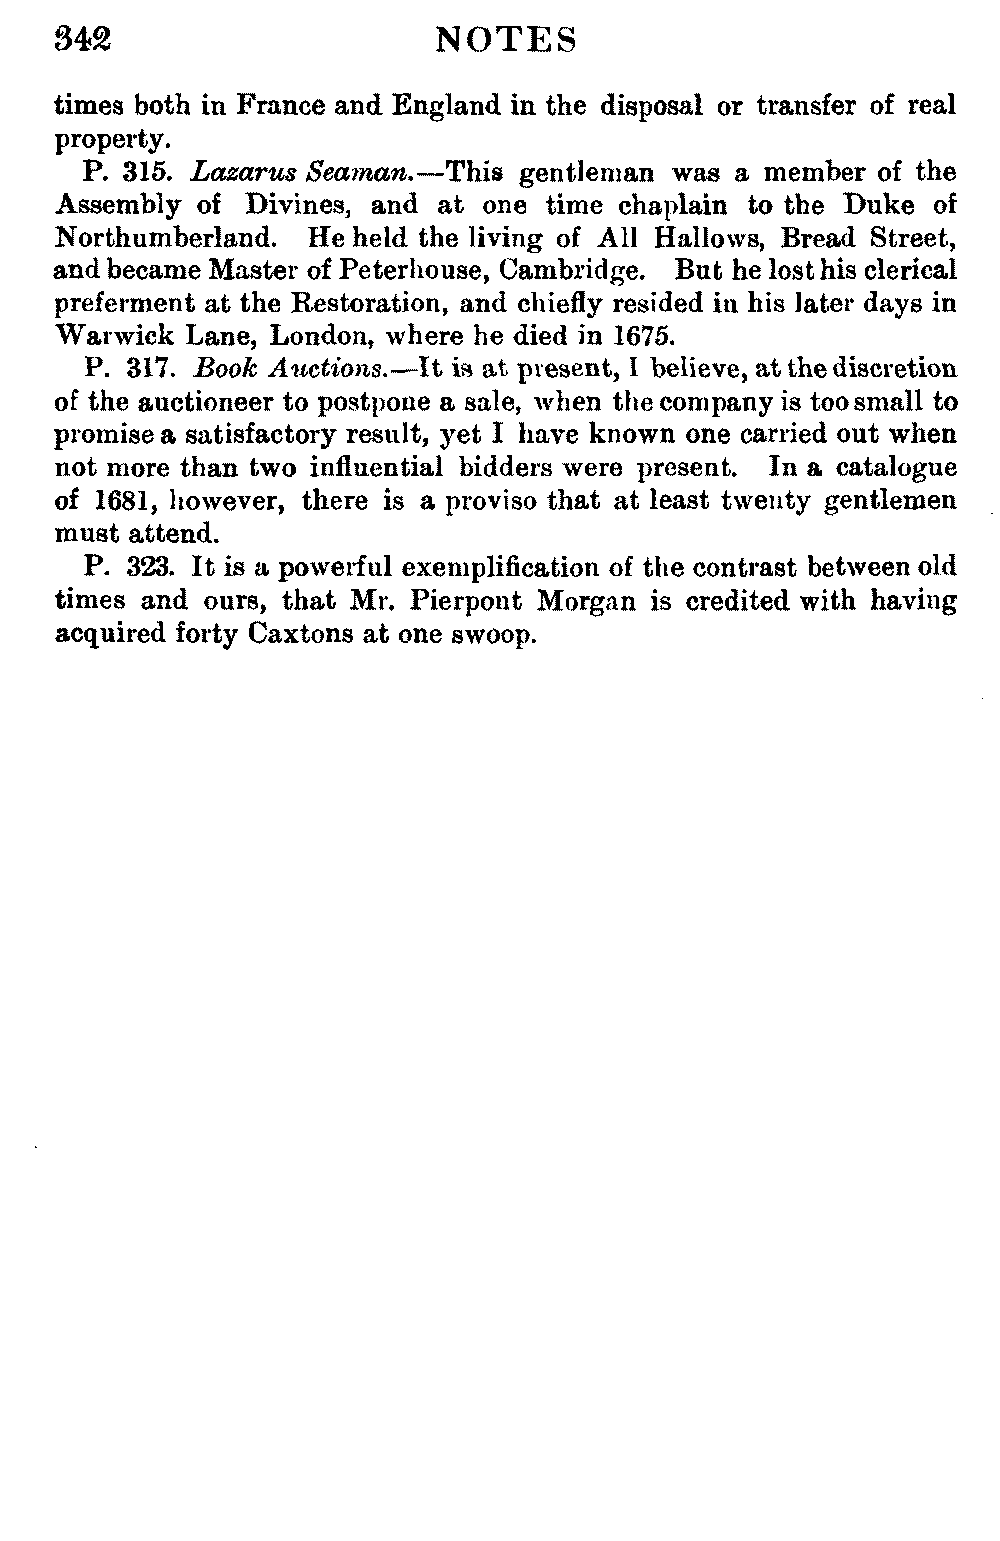 342 NOTES
times both in France and England in the disposal or transfer of real
property.
P. 315. Lazarus Seaman.—This gentleman was a member of the
Assembly of Divines, and at one time chaplain to the Duke of
Northumberland. He held the living of All Hallows, Bread Street,
and became Master of Peterhouse, Cambridge. But he lost his clerical
preferment at the Restoration, and chiefly resided in his later days in
Warwick Lane, London, where he died in 1675.
P. 317. Book Auctions.—It is at present, I believe, at the discretion
of the auctioneer to postpone a sale, when the company is too small to
promise a satisfactory result, yet I have known one carried out when
not more than two influential bidders were present. In a catalogue
of 1681, however, there is a proviso that at least twenty gentlemen
must attend.
P. 323. It is a powerful exemplification of the contrast between old
times and ours, that Mr. Pierpont Morgan is credited with having
acquired forty Caxtons at one swoop.